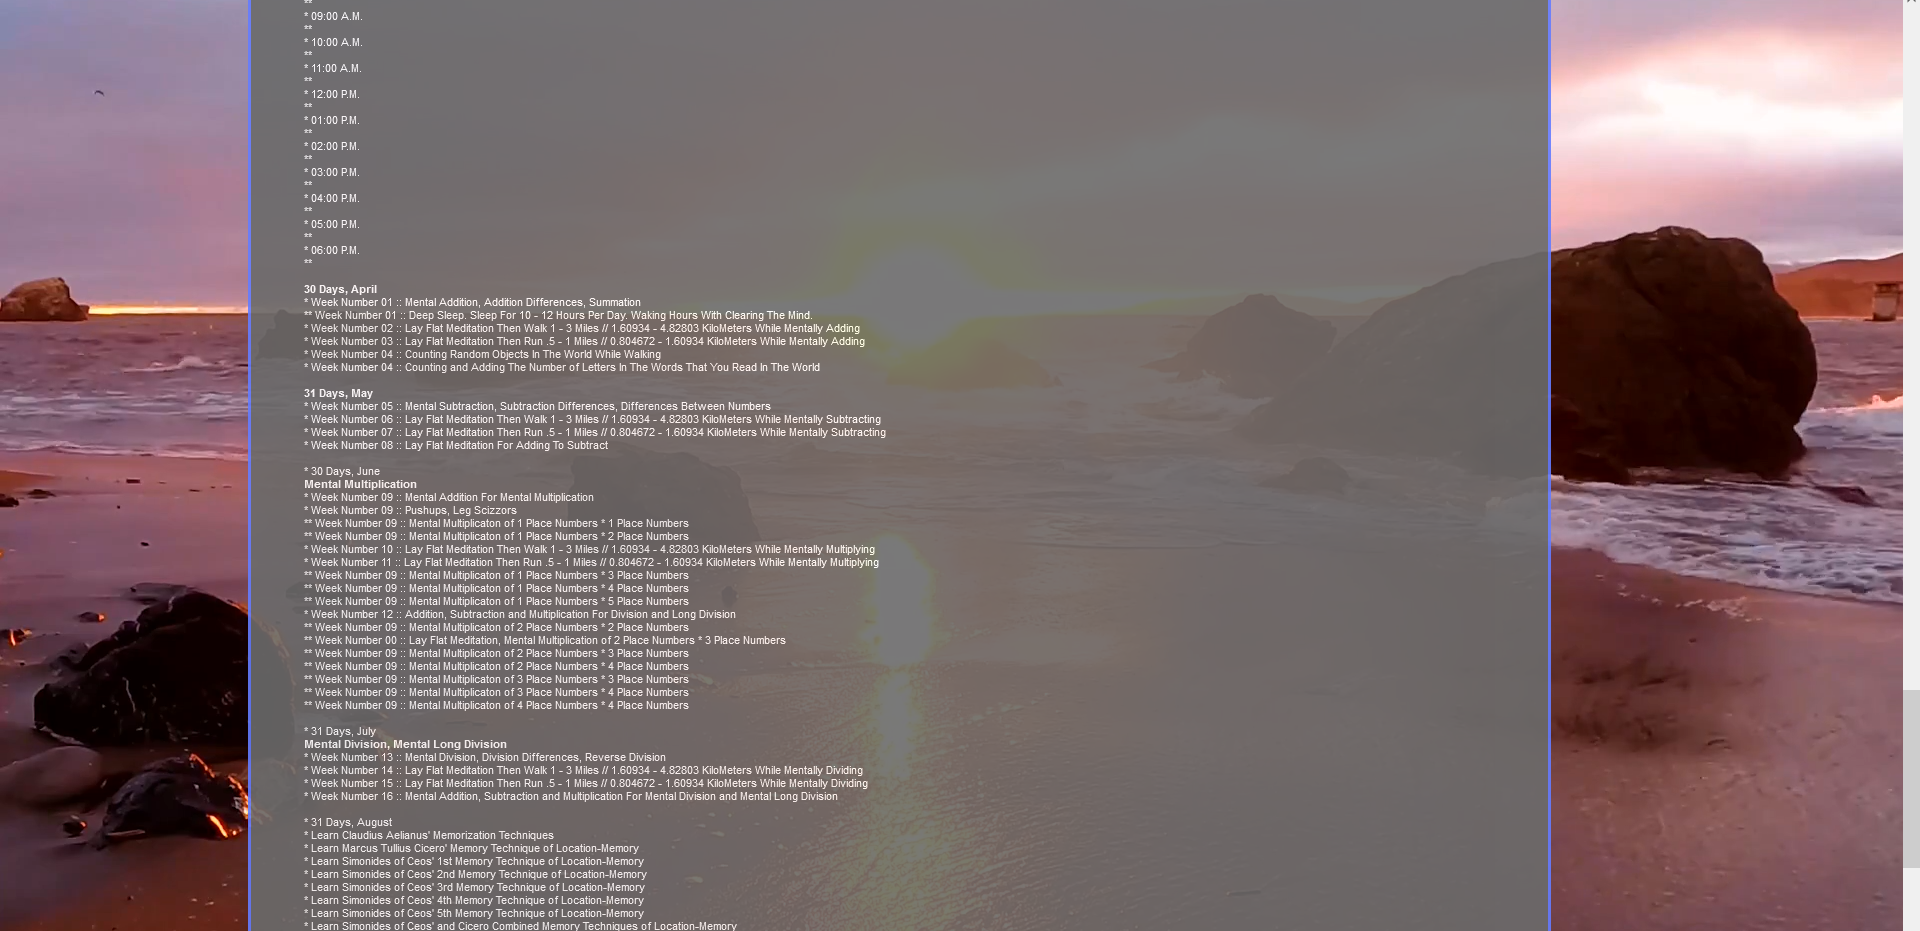 **
* 09:00 A.M.
**
* 10:00 A.M.
**
* 11:00 A.M.
**
* 12:00 P.M.
**
* 01:00 P.M.
**
* 02:00 P.M.
**
* 03:00 P.M.
**
* 04:00 P.M.
**
* 05:00 P.M.
**
* 06:00 P.M.
**
30 Days, April
* Week Number 01 :: Mental Addition, Addition Differences, Summation
** Week Number 01 :: Deep Sleep. Sleep For 10 - 12 Hours Per Day. Waking Hours With Clearing The Mind.
* Week Number 02 :: Lay Flat Meditation Then Walk 1 - 3 Miles // 1.60934 - 4.82803 KiloMeters While Mentally Adding
* Week Number 03 :: Lay Flat Meditation Then Run .5 - 1 Miles // 0.804672 - 1.60934 KiloMeters While Mentally Adding
* Week Number 04 :: Counting Random Objects In The World While Walking
* Week Number 04 :: Counting and Adding The Number of Letters In The Words That You Read In The World
31 Days, May
* Week Number 05 :: Mental Subtraction, Subtraction Differences, Differences Between Numbers
* Week Number 06 :: Lay Flat Meditation Then Walk 1 - 3 Miles // 1.60934 - 4.82803 KiloMeters While Mentally Subtracting
* Week Number 07 :: Lay Flat Meditation Then Run .5 - 1 Miles // 0.804672 - 1.60934 KiloMeters While Mentally Subtracting
* Week Number 08 :: Lay Flat Meditation For Adding To Subtract
* 30 Days, June
Mental Multiplication
* Week Number 09 :: Mental Addition For Mental Multiplication
* Week Number 09 :: Pushups, Leg Scizzors
** Week Number 09 :: Mental Multiplicaton of 1 Place Numbers * 1 Place Numbers
** Week Number 09 :: Mental Multiplicaton of 1 Place Numbers * 2 Place Numbers
* Week Number 10 :: Lay Flat Meditation Then Walk 1 - 3 Miles // 1.60934 - 4.82803 KiloMeters While Mentally Multiplying
* Week Number 11 :: Lay Flat Meditation Then Run .5 - 1 Miles // 0.804672 - 1.60934 KiloMeters While Mentally Multiplying
** Week Number 09 :: Mental Multiplicaton of 1 Place Numbers * 3 Place Numbers
** Week Number 09 :: Mental Multiplicaton of 1 Place Numbers * 4 Place Numbers
** Week Number 09 :: Mental Multiplicaton of 1 Place Numbers * 5 Place Numbers
* Week Number 12 :: Addition, Subtraction and Multiplication For Division and Long Division
** Week Number 09 :: Mental Multiplicaton of 2 Place Numbers * 2 Place Numbers
** Week Number 00 :: Lay Flat Meditation, Mental Multiplication of 2 Place Numbers * 3 Place Numbers
** Week Number 09 :: Mental Multiplicaton of 2 Place Numbers * 3 Place Numbers
** Week Number 09 :: Mental Multiplicaton of 2 Place Numbers * 4 Place Numbers
** Week Number 09 :: Mental Multiplicaton of 3 Place Numbers * 3 Place Numbers
** Week Number 09 :: Mental Multiplicaton of 3 Place Numbers * 4 Place Numbers
** Week Number 09 :: Mental Multiplicaton of 4 Place Numbers * 4 Place Numbers
* 31 Days, July
Mental Division, Mental Long Division
* Week Number 13 :: Mental Division, Division Differences, Reverse Division
* Week Number 14 :: Lay Flat Meditation Then Walk 1 - 3 Miles // 1.60934 - 4.82803 KiloMeters While Mentally Dividing
* Week Number 15 :: Lay Flat Meditation Then Run .5 - 1 Miles // 0.804672 - 1.60934 KiloMeters While Mentally Dividing
* Week Number 16 :: Mental Addition, Subtraction and Multiplication For Mental Division and Mental Long Division
* 31 Days, August
* Learn Claudius Aelianus' Memorization Techniques
* Learn Marcus Tullius Cicero' Memory Technique of Location-Memory
* Learn Simonides of Ceos' 1st Memory Technique of Location-Memory
* Learn Simonides of Ceos' 2nd Memory Technique of Location-Memory
* Learn Simonides of Ceos' 3rd Memory Technique of Location-Memory
* Learn Simonides of Ceos' 4th Memory Technique of Location-Memory
* Learn Simonides of Ceos' 5th Memory Technique of Location-Memory
* Learn Simonides of Ceos' and Cicero Combined Memory Techniques of Location-Memory